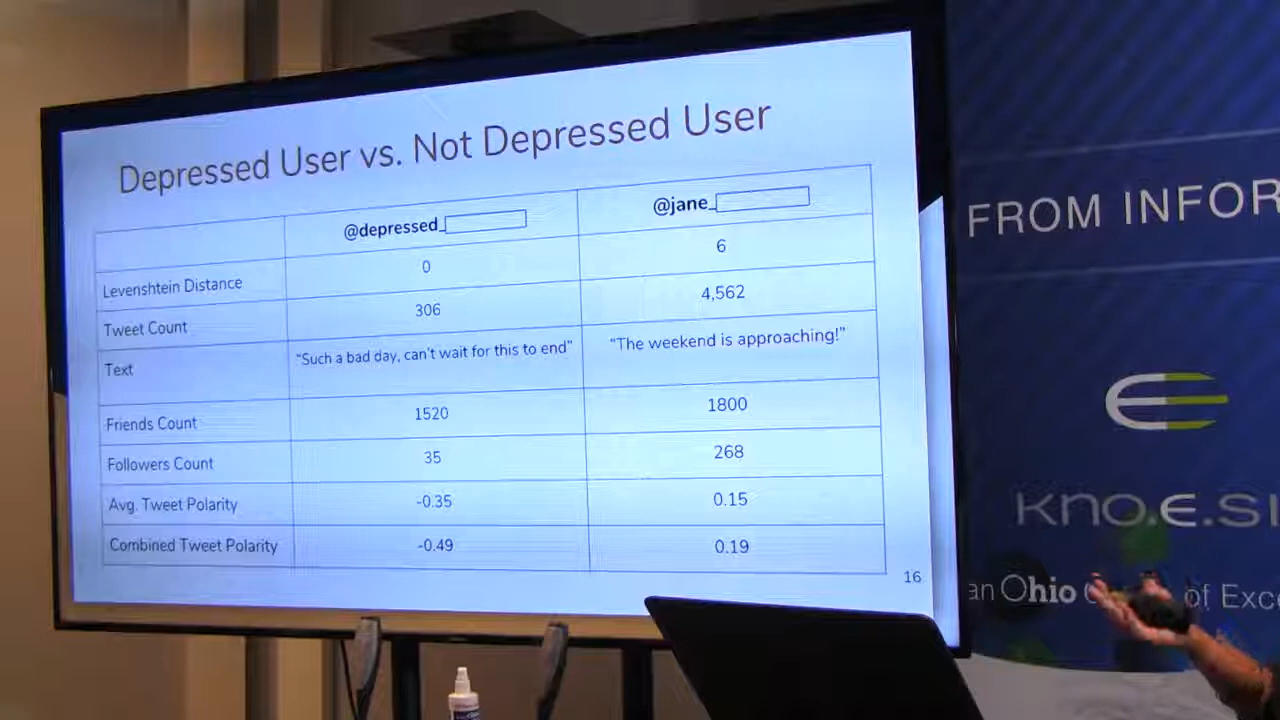 Depressed User vs. Not Depressed User
@depressed_ @jane_
Levenshtein Distance 0 6
Tweet Count 306 4,562
Text "Such a bad day, can't wait for this to end" "The weekend is approaching!"
Friends Count 1520 1800
Followers Count 35 268
Avg. Tweet Polarity -0.35 0.15
Combined Tweet Polarity -0.49 0.19
16
FROM INFOR
kno.e.si
an Ohio of Exc